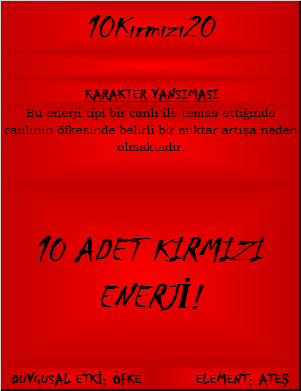 10Kırmızı20
KARAKTER YANSIMASI
Bu enerji tipi bir canlı ile temas ettiğinde
canlının öfkesinde belirli bir miktar artışa neden
olmaktadır.
10 ADET KIRMIZI
ENERJİ!
DUYGUSAL ETKİ: ÖFKE
ELEMENT: ATEŞ